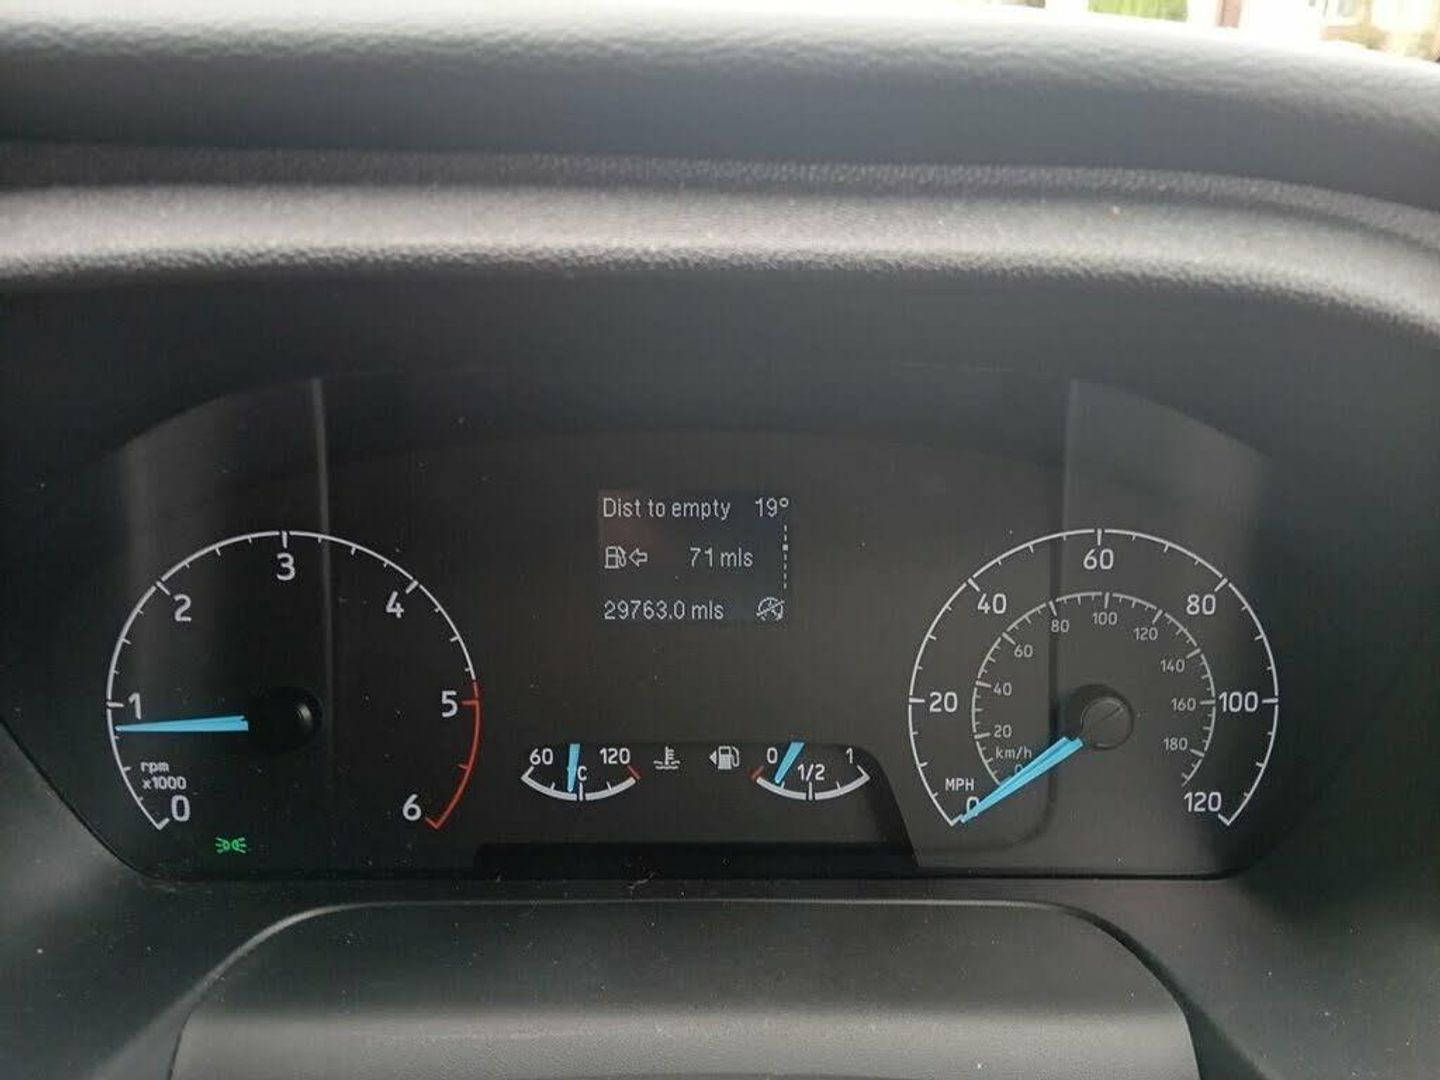 Dist to empty 19°
71 mls
29763.0 mls
0 1 2 3 4 5 6
rpm
x1000
60 120
°C
0 1/2 1
0 20 40 60 80 100 120
MPH
0 20 40 60 80 100 120 140 160 180
km/h